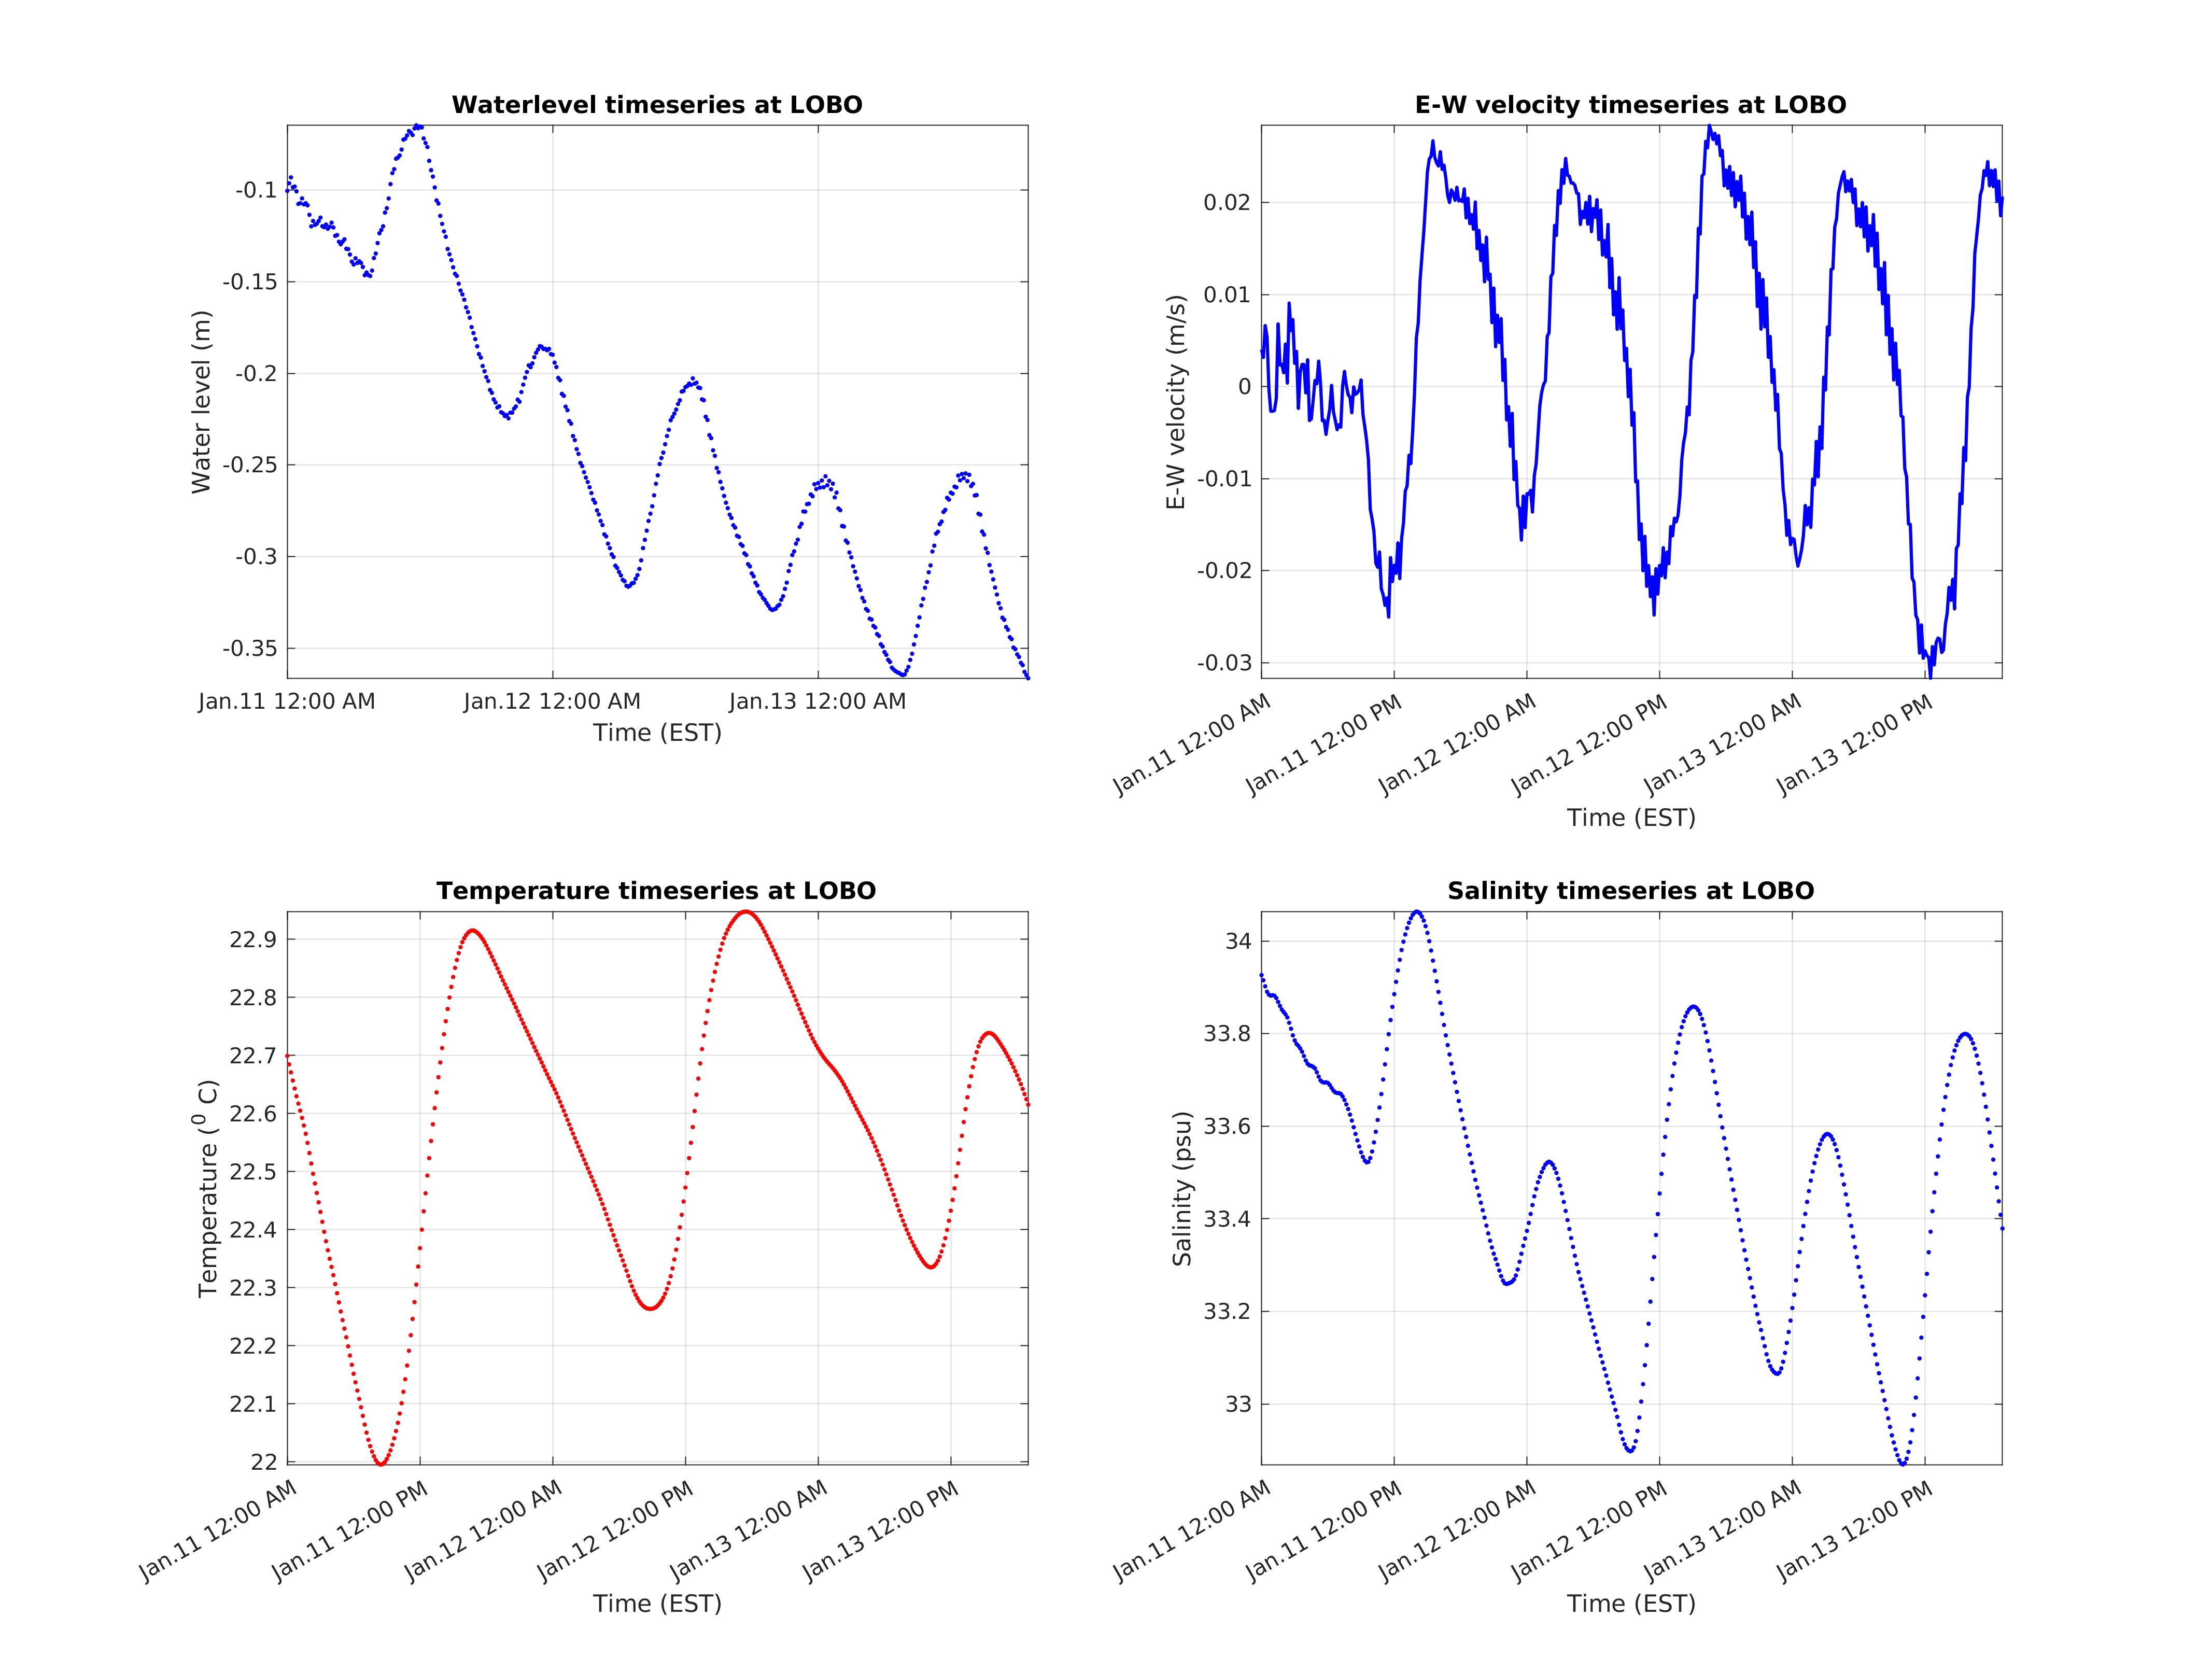 Waterlevel timeseries at LOBO
-0.1
-0.15
-0.2
-0.25
-0.3
-0.35
Water level (m)
Jan.11 12:00 AM
Jan.12 12:00 AM
Jan.13 12:00 AM
Time (EST)
E-W velocity timeseries at LOBO
0.02
0.01
0
-0.01
-0.02
-0.03
E-W velocity (m/s)
Jan.11 12:00 AM
Jan.11 12:00 PM
Jan.12 12:00 AM
Jan.12 12:00 PM
Jan.13 12:00 AM
Jan.13 12:00 PM
Time (EST)
Temperature timeseries at LOBO
22.9
22.8
22.7
22.6
22.5
22.4
22.3
22.2
22.1
22
Temperature (⁰ C)
Jan.11 12:00 AM
Jan.11 12:00 PM
Jan.12 12:00 AM
Jan.12 12:00 PM
Jan.13 12:00 AM
Jan.13 12:00 PM
Time (EST)
Salinity timeseries at LOBO
34
33.8
33.6
33.4
33.2
33
Salinity (psu)
Jan.11 12:00 AM
Jan.11 12:00 PM
Jan.12 12:00 AM
Jan.12 12:00 PM
Jan.13 12:00 AM
Jan.13 12:00 PM
Time (EST)